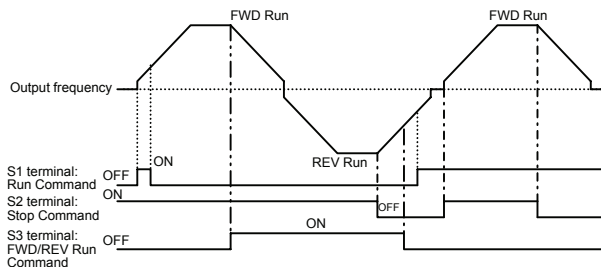 FWD Run
FWD Run
Output frequency
REV Run
S1 terminal:
Run Command
OFF
ON
ON
S2 terminal:
Stop Command
OFF
S3 terminal:
FWD/REV Run
Command
OFF
ON